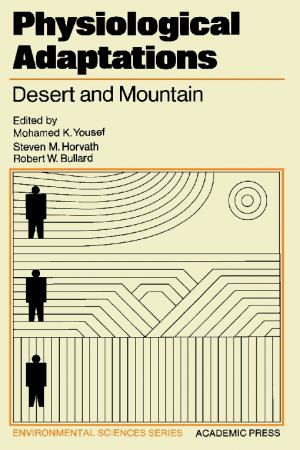 Physiological
Adaptations
Desert and Mountain
Edited by
Mohamed K. Yousef
Steven M. Horvath
Robert W. Bullard
ENVIRONMENTAL SCIENCES SERIES ACADEMIC PRESS